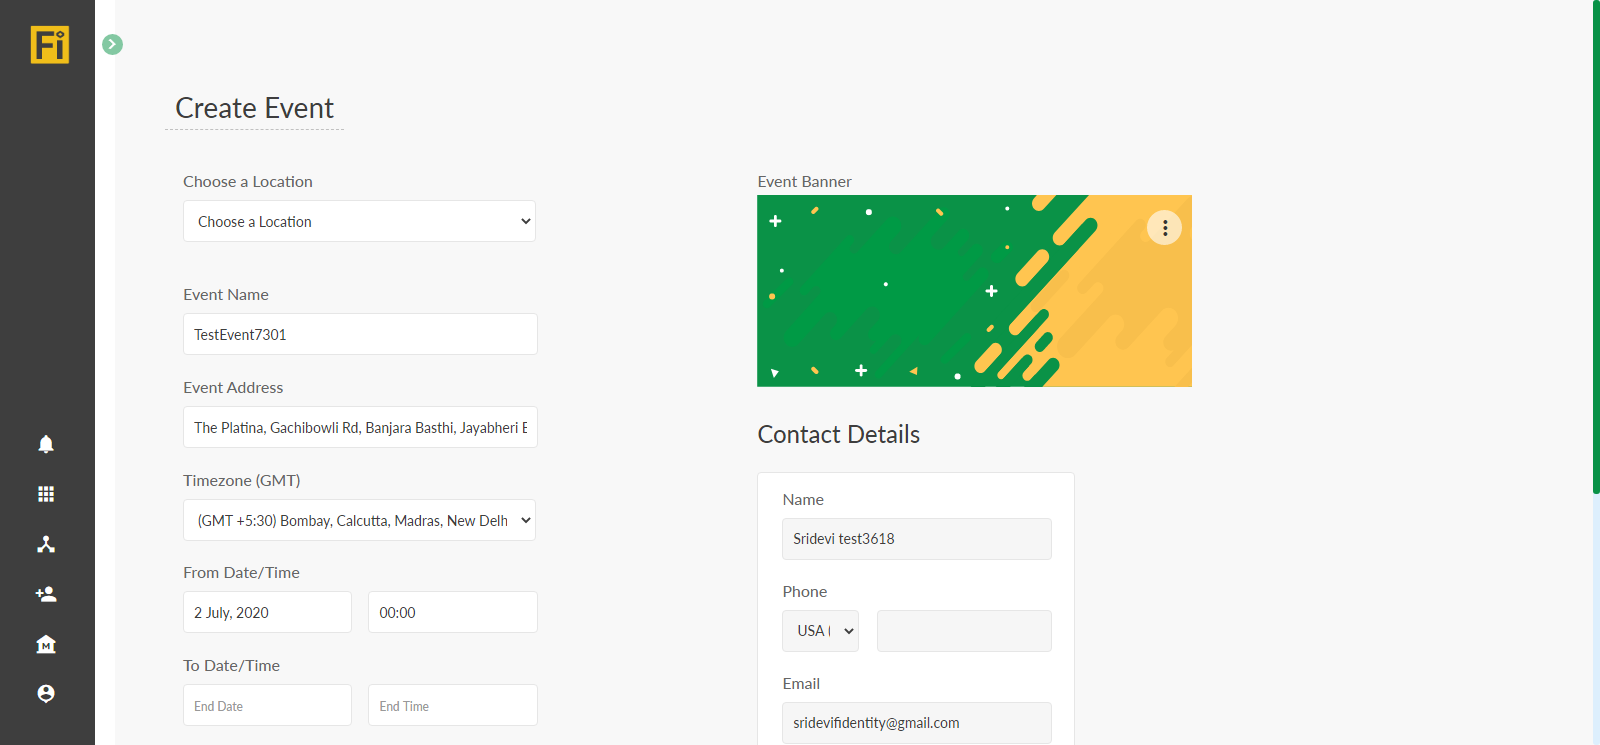 Fi
Create Event
Choose a Location
Choose a Location
Event Name
TestEvent7301
Event Address
The Platina, Gachibowli Rd, Banjara Basthi, Jayabheri E
Timezone (GMT)
(GMT +5:30) Bombay, Calcutta, Madras, New Delh
From Date/Time
2 July, 2020 00:00
To Date/Time
End Date End Time
Event Banner
Contact Details
Name
Sridevi test3618
Phone
USA (
Email
sridevifidentity@gmail.com
M